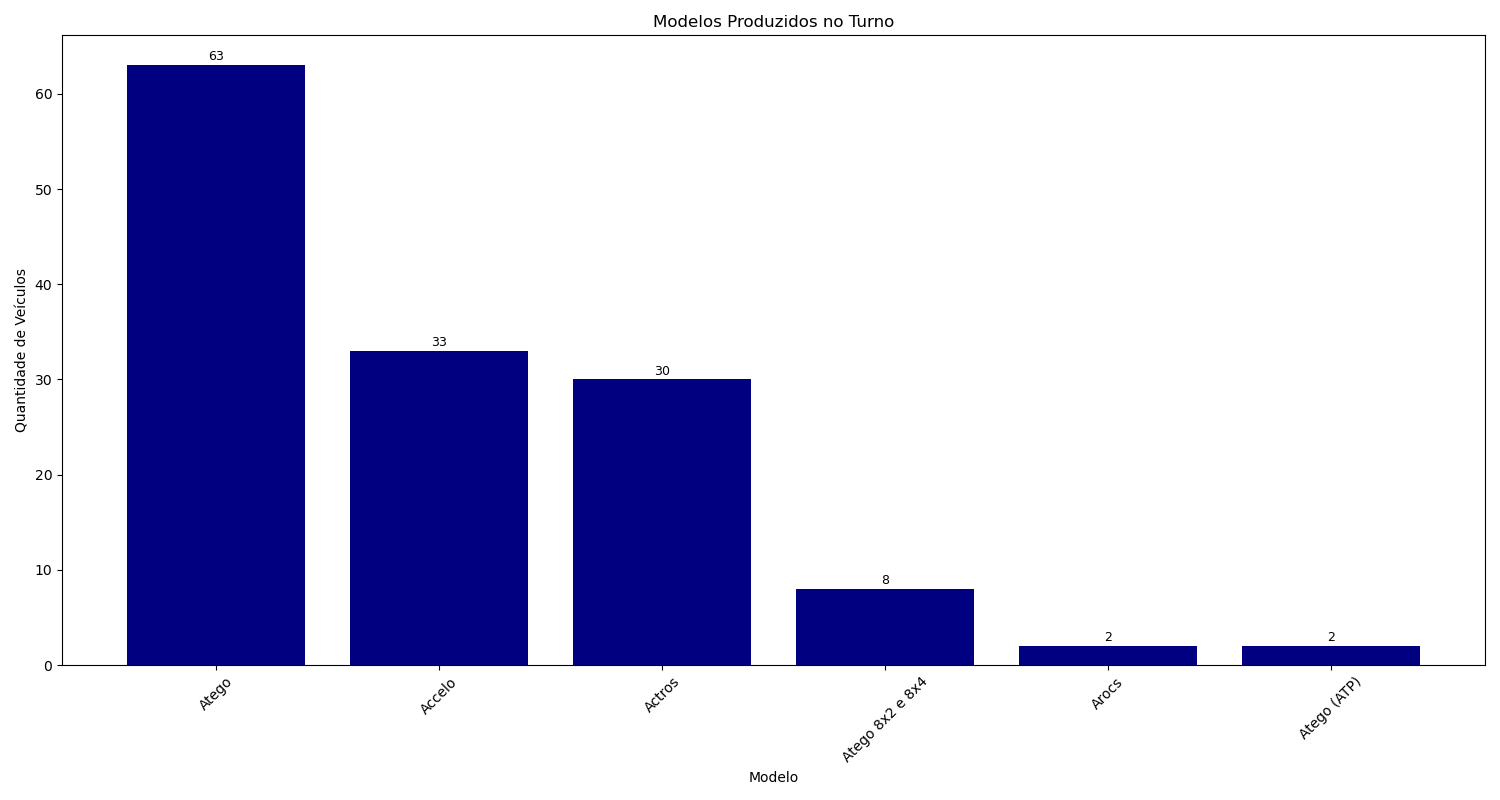 Modelos Produzidos no Turno
Quantidade de Veículos
60
50
40
30
20
10
0
63
33
30
8
2
2
Atego
Accelo
Actros
Atego 8x2 e 8x4
Arocs
Atego (ATP)
Modelo